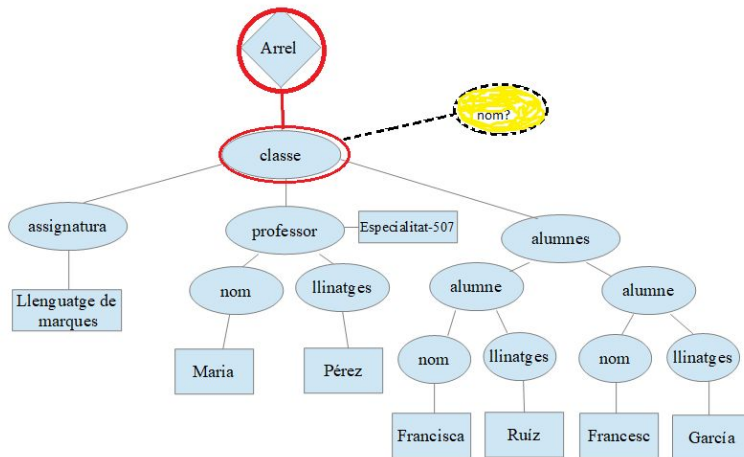 Arrel
nom?
classe
assignatura
professor
Especialitat-507
alumnes
Llenguatge de
marques
nom
llinatges
alumne
alumne
Maria
Pérez
nom
llinatges
nom
llinatges
Francisca
Ruíz
Francesc
García